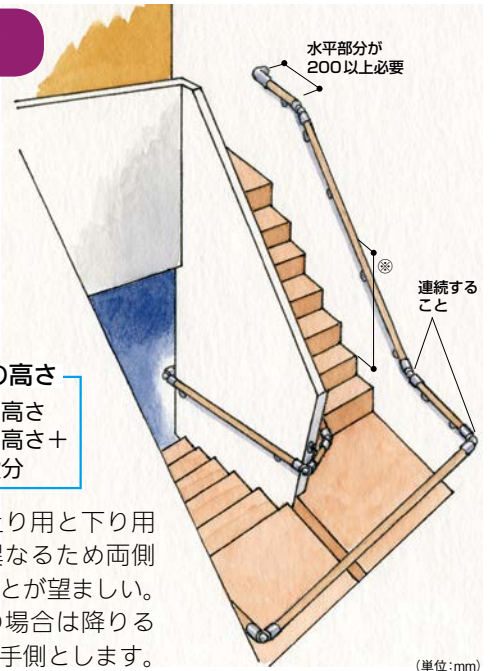 水平部分が
200以上必要
※
連続する
こと
の高さ
高さ
高さ＋
分
り用と下り用
なるため両側
とが望ましい。
場合は降りる
手側とします。
(単位：mm)